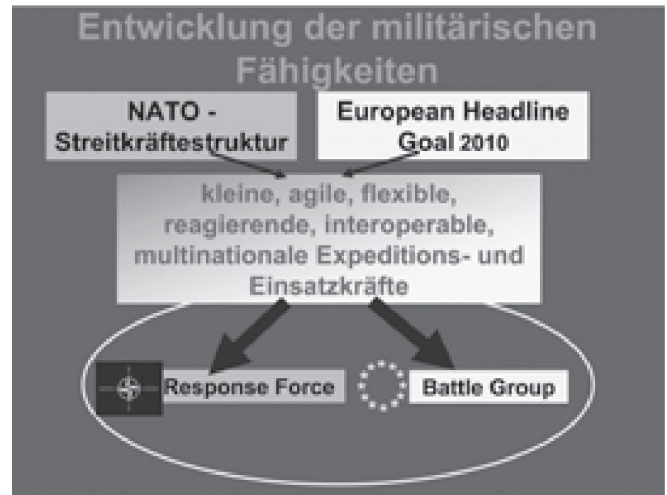 Entwicklung der militärischen
Fähigkeiten
NATO -
Streitkräftestruktur
European Headline
Goal 2010
kleine, agile, flexible,
reagierende, interoperable,
multinationale Expeditions- und
Einsatzkräfte
Response Force
Battle Group